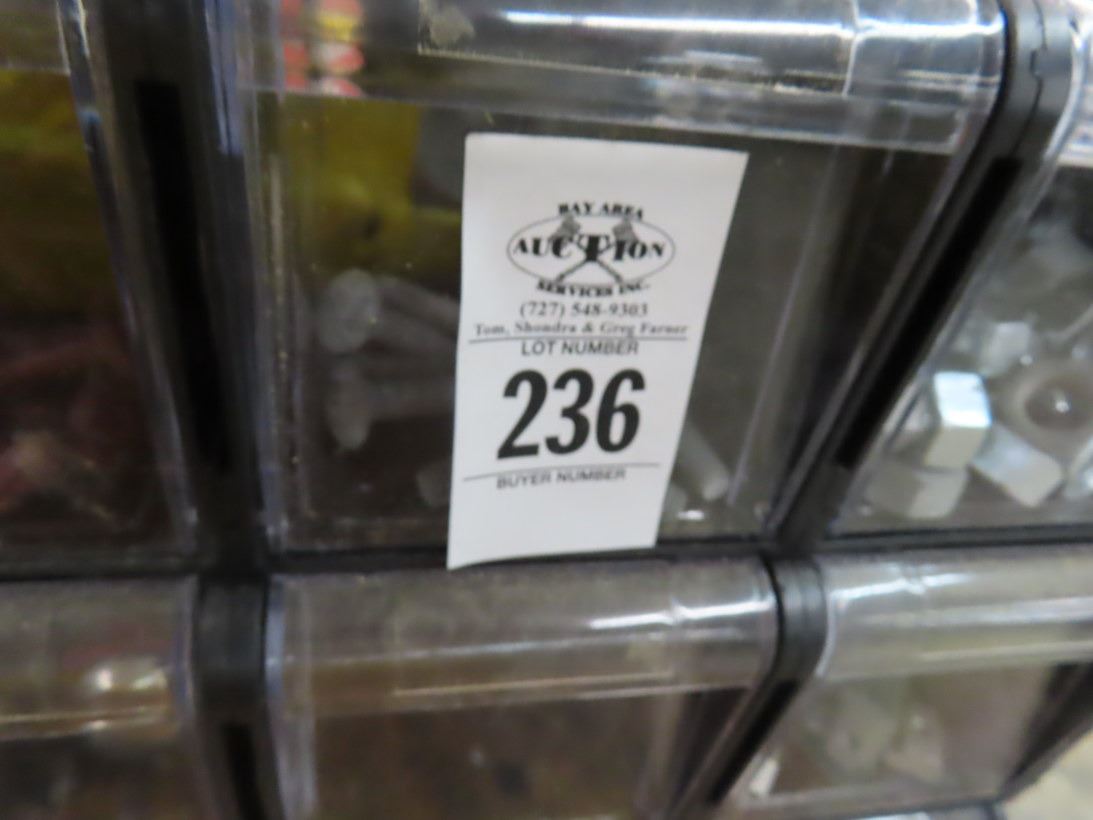 BAY AREA
AUCTION
SERVICES INC.
(727) 548-9303
Tom, Shondra & Greg Farner
LOT NUMBER
236
BUYER NUMBER